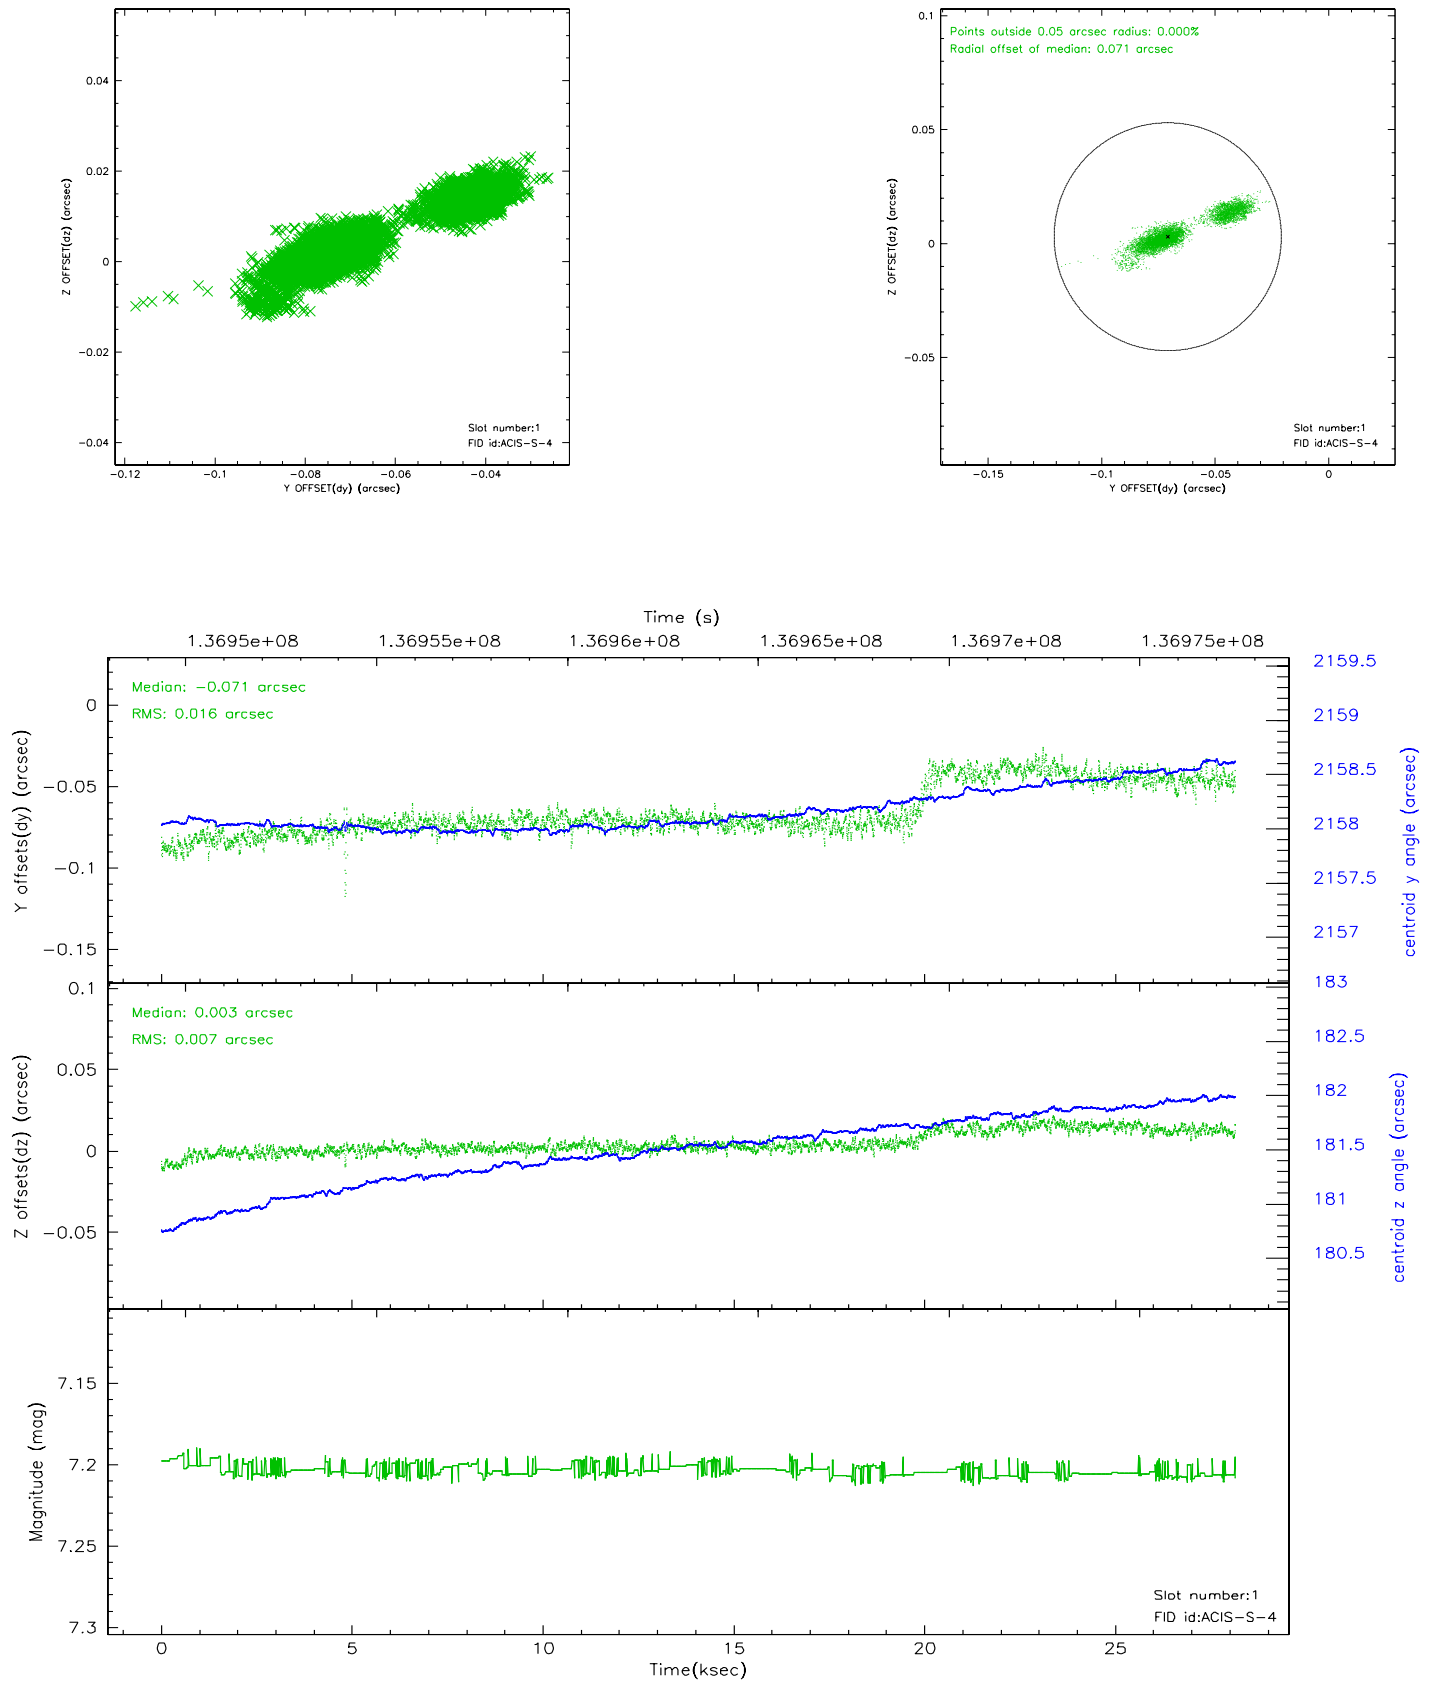 0.04
0.02
0
−0.02
−0.04
Z OFFSET(dz) (arcsec)
Slot number:1
FID id:ACIS−S−4
−0.12
−0.1
−0.08
−0.06
−0.04
Y OFFSET(dy) (arcsec)
Points outside 0.05 arcsec radius: 0.000%
Radial offset of median: 0.071 arcsec
0.1
0.05
0
−0.05
Z OFFSET(dz) (arcsec)
Slot number:1
FID id:ACIS−S−4
−0.15
−0.1
−0.05
0
Y OFFSET(dy) (arcsec)
Time (s)
1.3695e+08
1.36955e+08
1.3696e+08
1.36965e+08
1.3697e+08
1.36975e+08
Median: −0.071 arcsec
RMS: 0.016 arcsec
0
−0.05
−0.1
−0.15
Y offsets(dy) (arcsec)
2159.5
2159
2158.5
2158
2157.5
2157
centroid y angle (arcsec)
Median: 0.003 arcsec
RMS: 0.007 arcsec
0.1
0.05
0
−0.05
Z offsets(dz) (arcsec)
183
182.5
182
181.5
181
180.5
centroid z angle (arcsec)
7.15
7.2
7.25
7.3
Magnitude (mag)
Slot number:1
FID id:ACIS−S−4
0
5
10
15
20
25
Time(ksec)